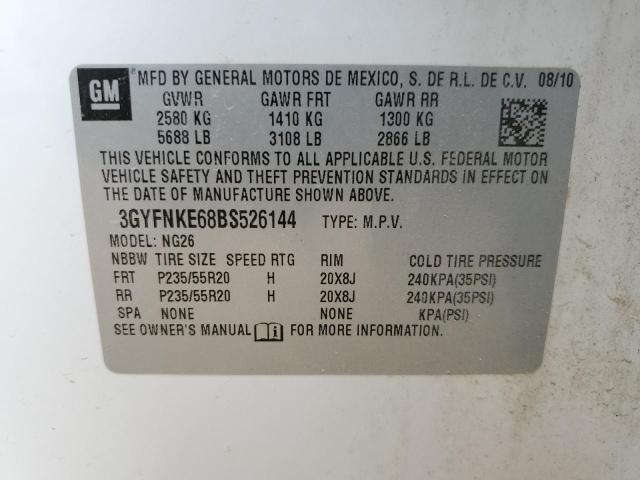 GM
MFD BY GENERAL MOTORS DE MEXICO, S. DE R.L. DE C.V. 08/10
GVWR GAWR FRT GAWR RR
2580 KG 1410 KG 1300 KG
5688 LB 3108 LB 2866 LB
THIS VEHICLE CONFORMS TO ALL APPLICABLE U.S. FEDERAL MOTOR
VEHICLE SAFETY AND THEFT PREVENTION STANDARDS IN EFFECT ON
THE DATE OF MANUFACTURE SHOWN ABOVE.
3GYFNKE68BS526144 TYPE: M.P.V.
MODEL: NG26
NBBW TIRE SIZE SPEED RTG RIM COLD TIRE PRESSURE
FRT P235/55R20 H 20X8J 240KPA(35PSI)
RR P235/55R20 H 20X8J 240KPA(35PSI)
SPA NONE NONE KPA(PSI)
SEE OWNER'S MANUAL FOR MORE INFORMATION.